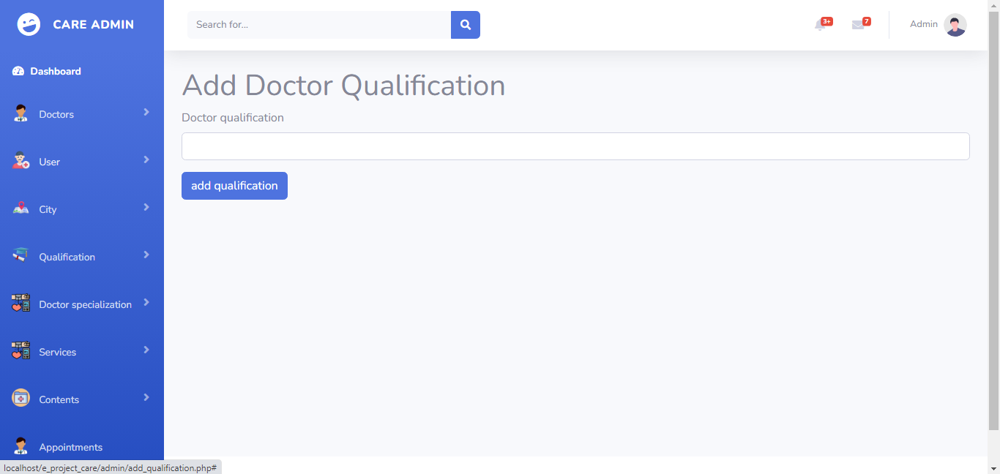 CARE ADMIN
Search for...
3+
7
Admin
Dashboard
Doctors
User
City
Qualification
Doctor specialization
Services
Contents
Appointments
Add Doctor Qualification
Doctor qualification
add qualification
localhost/e_project_care/admin/add_qualification.php#